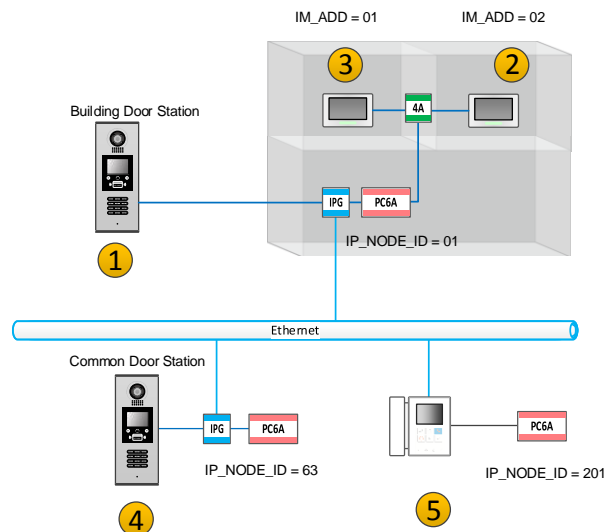 IM_ADD = 01
IM_ADD = 02
3
2
Building Door Station
4A
IPG
PC6A
1
IP_NODE_ID = 01
Ethernet
Common Door Station
IPG
PC6A
PC6A
IP_NODE_ID = 63
IP_NODE_ID = 201
4
5